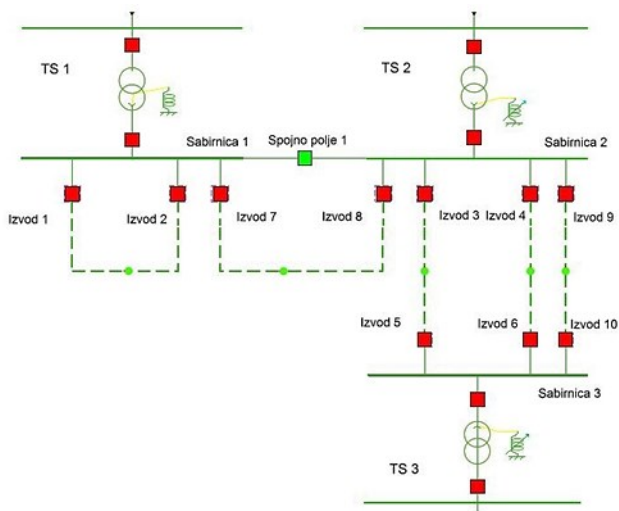 TS 1
TS 2
Sabirnica 1
Spojno polje 1
Sabirnica 2
Izvod 1
Izvod 2
Izvod 7
Izvod 8
Izvod 3
Izvod 4
Izvod 9
Izvod 5
Izvod 6
Izvod 10
Sabirnica 3
TS 3